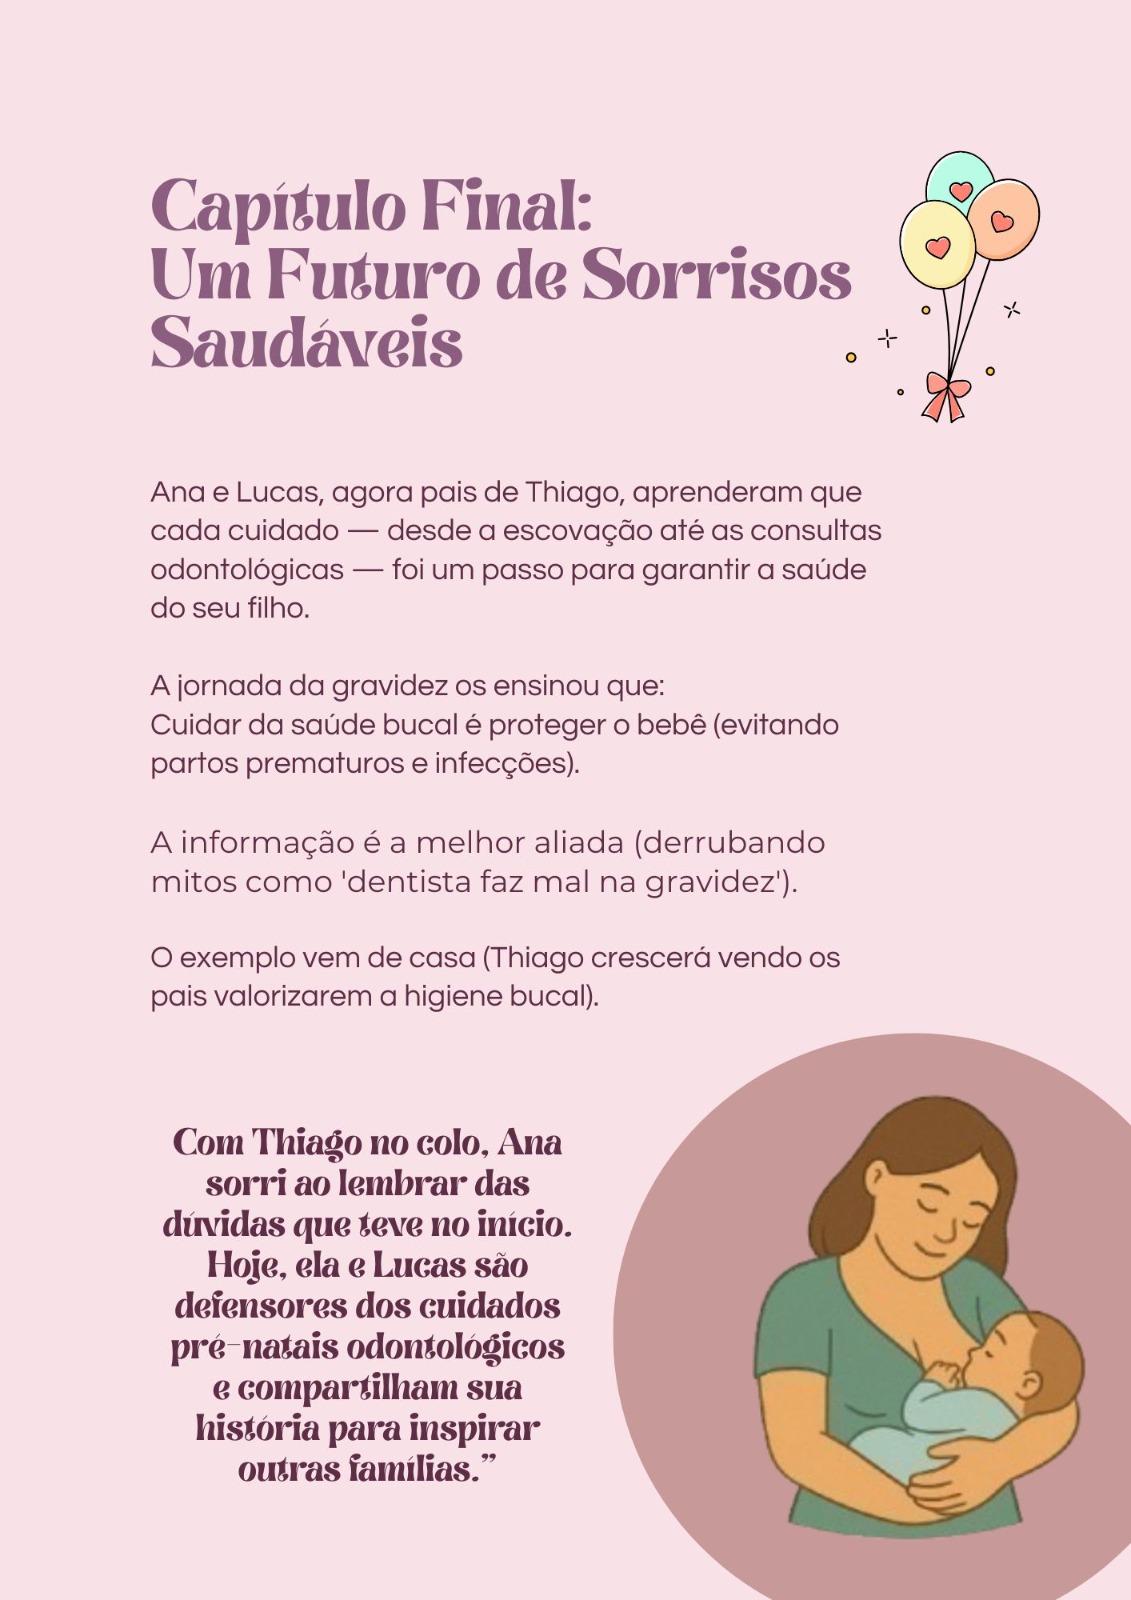 Capítulo Final:
Um Futuro de Sorrisos
Saudáveis
Ana e Lucas, agora pais de Thiago, aprenderam que
cada cuidado — desde a escovação até as consultas
odontológicas — foi um passo para garantir a saúde
do seu filho.
A jornada da gravidez os ensinou que:
Cuidar da saúde bucal é proteger o bebê (evitando
partos prematuros e infecções).
A informação é a melhor aliada (derrubando
mitos como 'dentista faz mal na gravidez').
O exemplo vem de casa (Thiago crescerá vendo os
pais valorizarem a higiene bucal).
Com Thiago no colo, Ana
sorri ao lembrar das
dúvidas que teve no início.
Hoje, ela e Lucas são
defensores dos cuidados
pré-natais odontológicos
e compartilham sua
história para inspirar
outras famílias.”